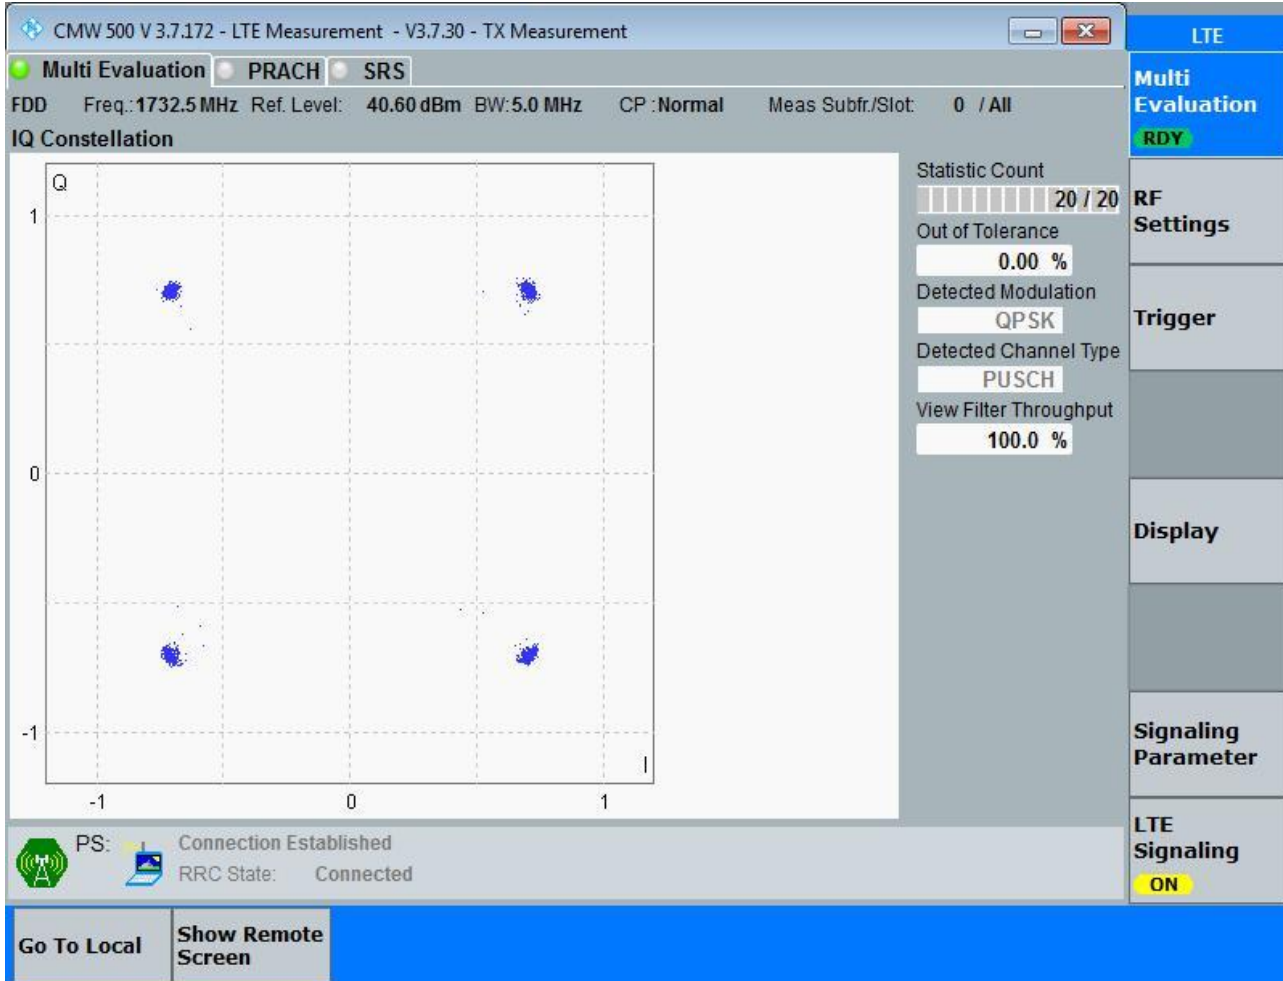 CMW 500 V 3.7.172 - LTE Measurement - V3.7.30 - TX Measurement
LTE
Multi Evaluation PRACH SRS
FDD Freq.:1732.5 MHz Ref. Level: 40.60 dBm BW:5.0 MHz CP :Normal Meas Subfr./Slot: 0 / All
IQ Constellation
Q
1
0
-1
-1 0 1
I
Statistic Count
20 / 20
Out of Tolerance
0.00 %
Detected Modulation
QPSK
Detected Channel Type
PUSCH
View Filter Throughput
100.0 %
Multi
Evaluation
RDY
RF
Settings
Trigger
Display
Signaling
Parameter
LTE
Signaling
ON
PS: Connection Established
RRC State: Connected
Go To Local
Show Remote
Screen